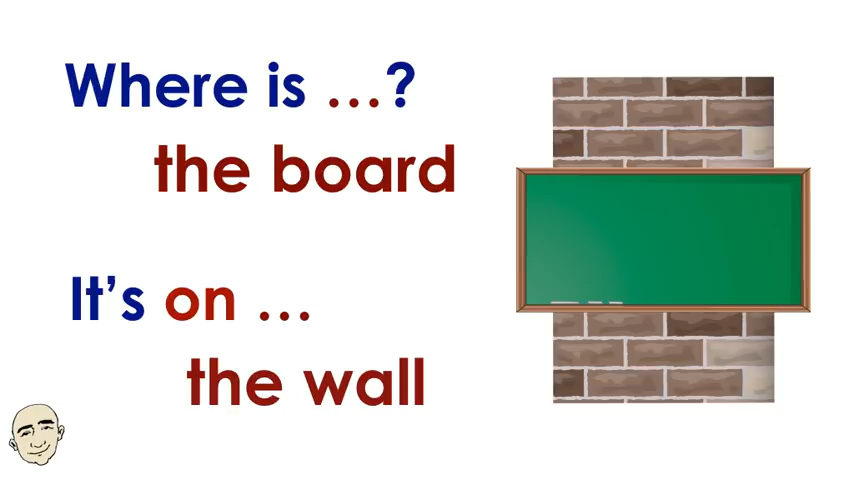 Where is …?
the board
It’s on …
the wall